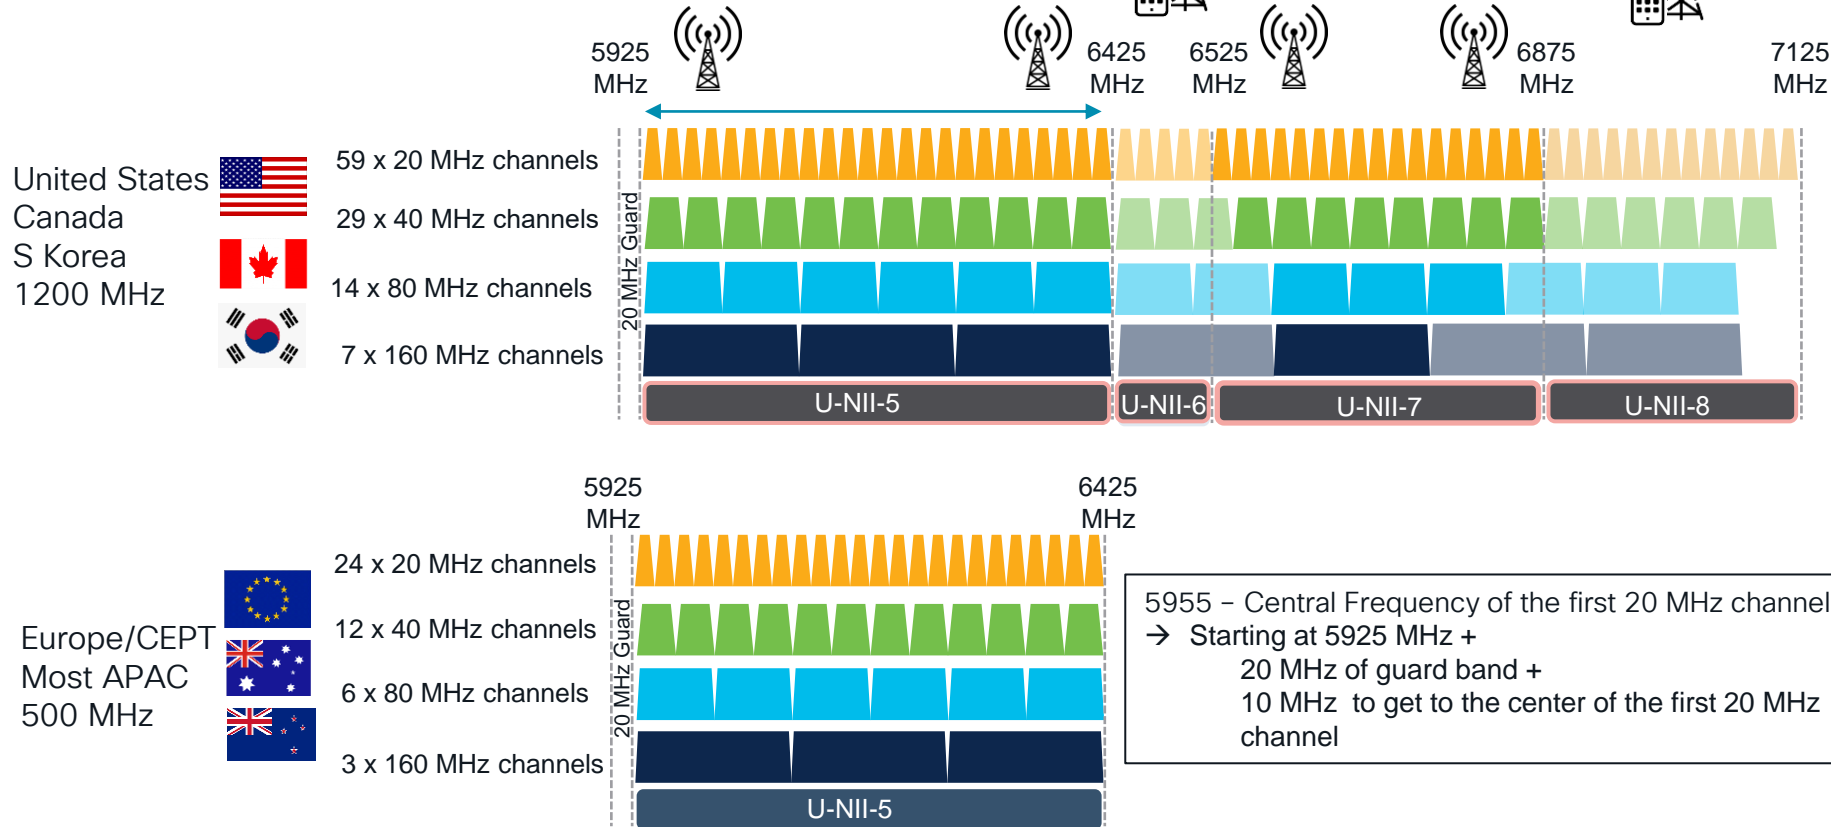 5925
MHz
6425
MHz
6525
MHz
6875
MHz
7125
MHz
United States
Canada
S Korea
1200 MHz
59 x 20 MHz channels
29 x 40 MHz channels
14 x 80 MHz channels
7 x 160 MHz channels
20 MHz Guard
U-NII-5
U-NII-6
U-NII-7
U-NII-8
5925
MHz
6425
MHz
Europe/CEPT
Most APAC
500 MHz
24 x 20 MHz channels
12 x 40 MHz channels
6 x 80 MHz channels
3 x 160 MHz channels
20 MHz Guard
U-NII-5
5955 – Central Frequency of the first 20 MHz channel
→ Starting at 5925 MHz +
20 MHz of guard band +
10 MHz to get to the center of the first 20 MHz
channel